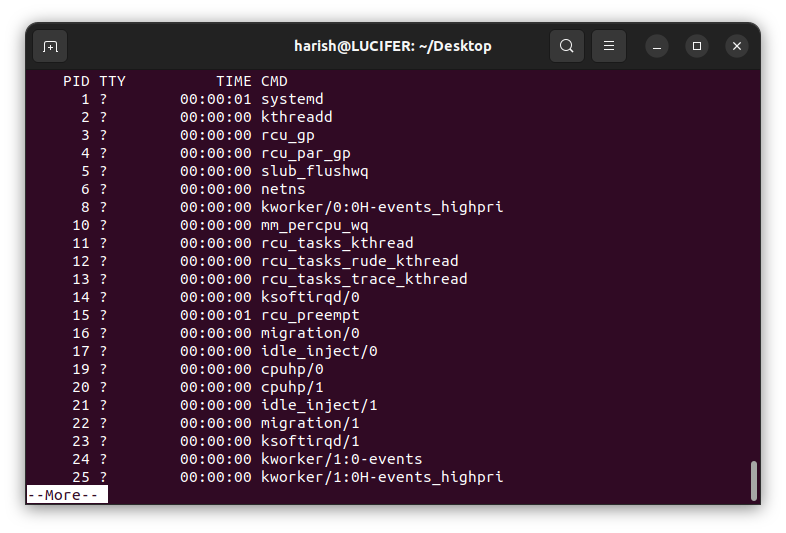 harish@LUCIFER: ~/Desktop
PID TTY TIME CMD
1 ? 00:00:01 systemd
2 ? 00:00:00 kthreadd
3 ? 00:00:00 rcu_gp
4 ? 00:00:00 rcu_par_gp
5 ? 00:00:00 slub_flushwq
6 ? 00:00:00 netns
8 ? 00:00:00 kworker/0:0H-events_highpri
10 ? 00:00:00 mm_percpu_wq
11 ? 00:00:00 rcu_tasks_kthread
12 ? 00:00:00 rcu_tasks_rude_kthread
13 ? 00:00:00 rcu_tasks_trace_kthread
14 ? 00:00:00 ksoftirqd/0
15 ? 00:00:01 rcu_preempt
16 ? 00:00:00 migration/0
17 ? 00:00:00 idle_inject/0
19 ? 00:00:00 cpuhp/0
20 ? 00:00:00 cpuhp/1
21 ? 00:00:00 idle_inject/1
22 ? 00:00:00 migration/1
23 ? 00:00:00 ksoftirqd/1
24 ? 00:00:00 kworker/1:0-events
25 ? 00:00:00 kworker/1:0H-events_highpri
--More--